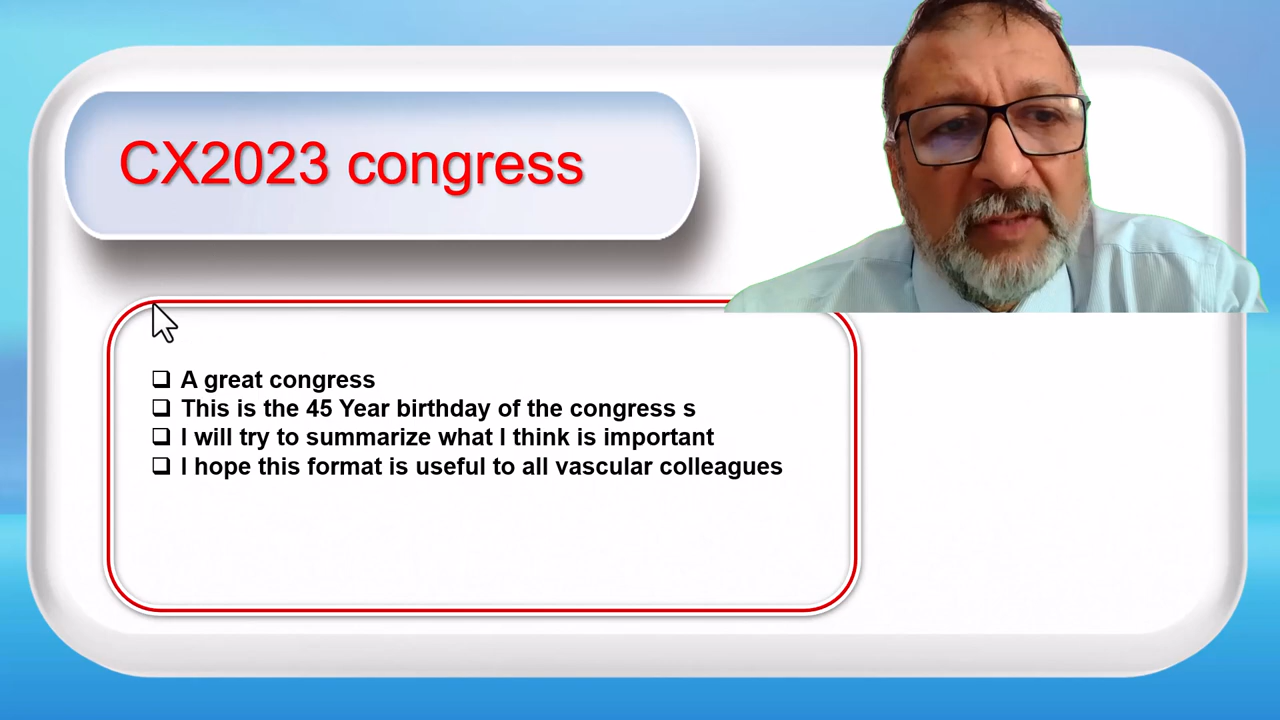 CX2023 congress
A great congress
This is the 45 Year birthday of the congress s
I will try to summarize what I think is important
I hope this format is useful to all vascular colleagues